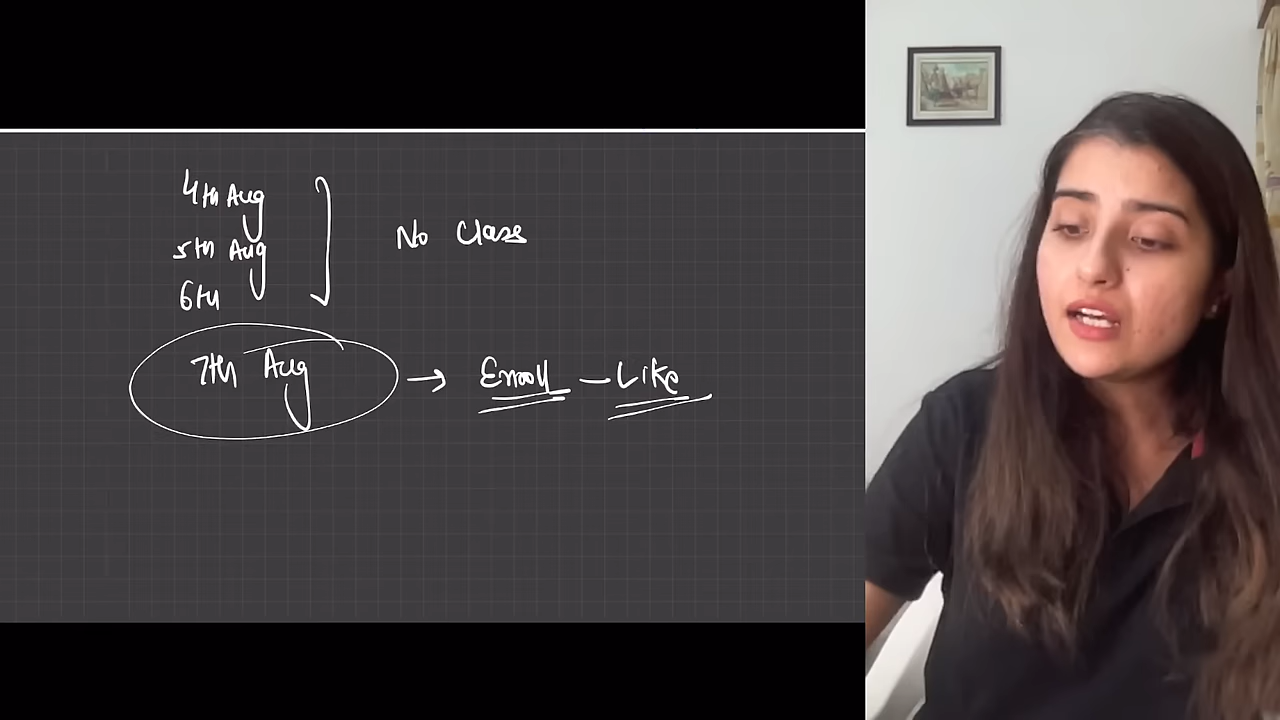 4th Aug
5th Aug
6th
No Class
7th Aug → Enroll – Like